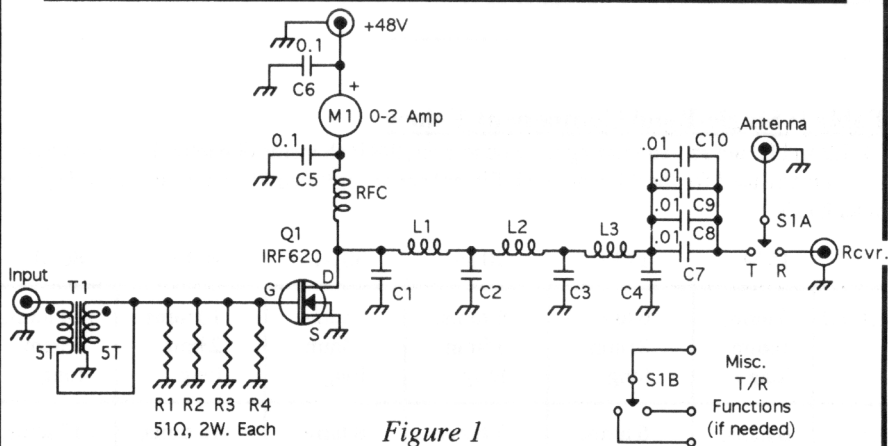 +48V
0.1
C6
+
M1
0-2 Amp
0.1
C5
RFC
Antenna
.01 C10
.01 C9
.01 C8
.01 C7
S1A
T R
Rcvr.
Q1
IRF620
L1
L2
L3
D
G
S
C1
C2
C3
C4
Input
T1
5T
5T
R1 R2 R3 R4
51Ω, 2W. Each
S1B
Misc.
T/R
Functions
(if needed)
Figure 1